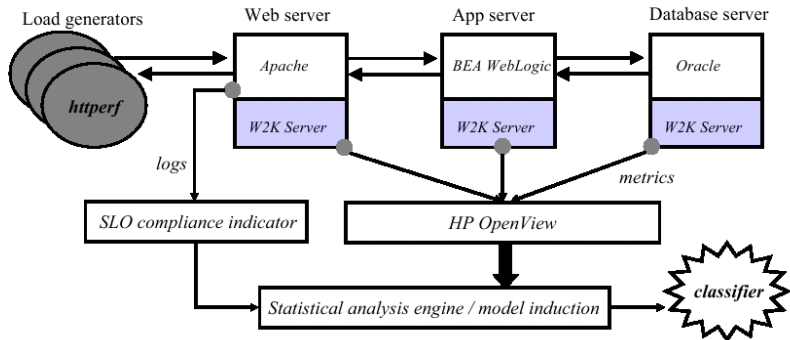 Load generators
Web server
App server
Database server
Apache
BEA WebLogic
Oracle
httperf
W2K Server
W2K Server
W2K Server
logs
metrics
SLO compliance indicator
HP OpenView
classifier
Statistical analysis engine / model induction